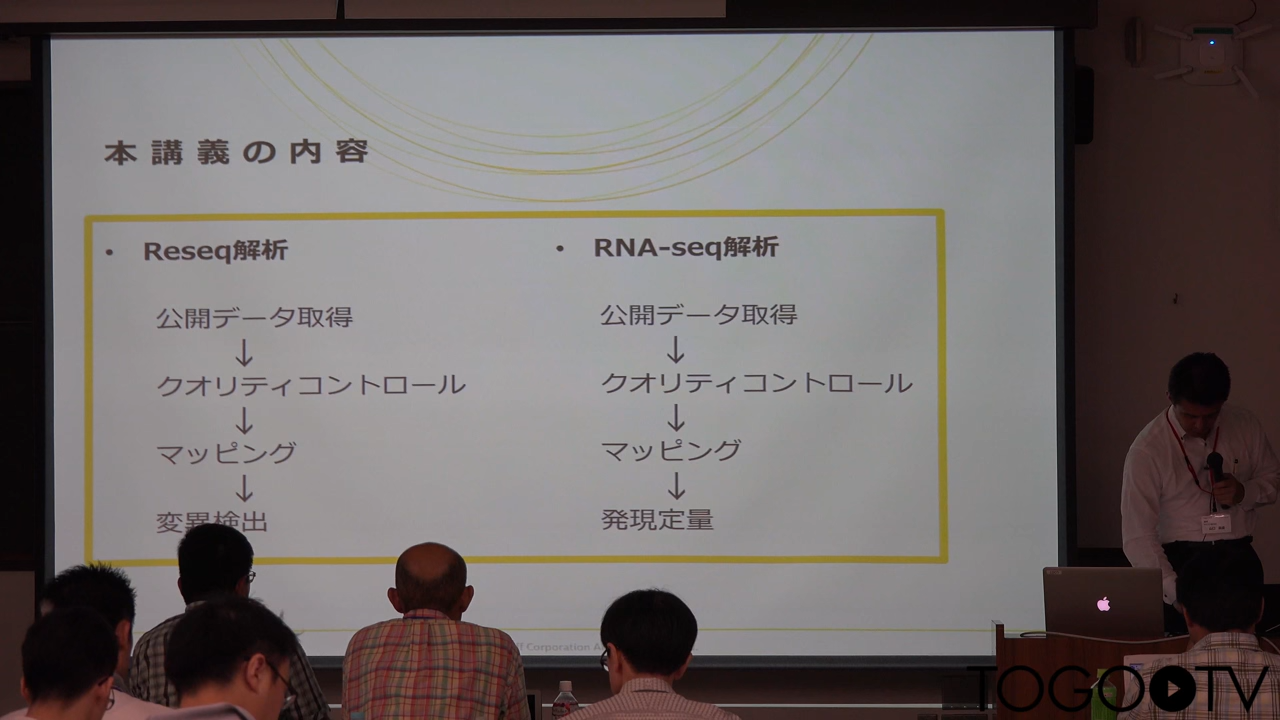 本講義の内容
• Reseq解析
公開データ取得
↓
クオリティコントロール
↓
マッピング
↓
変異検出
• RNA-seq解析
公開データ取得
↓
クオリティコントロール
↓
マッピング
↓
発現定量
Corporation
TOGOTV